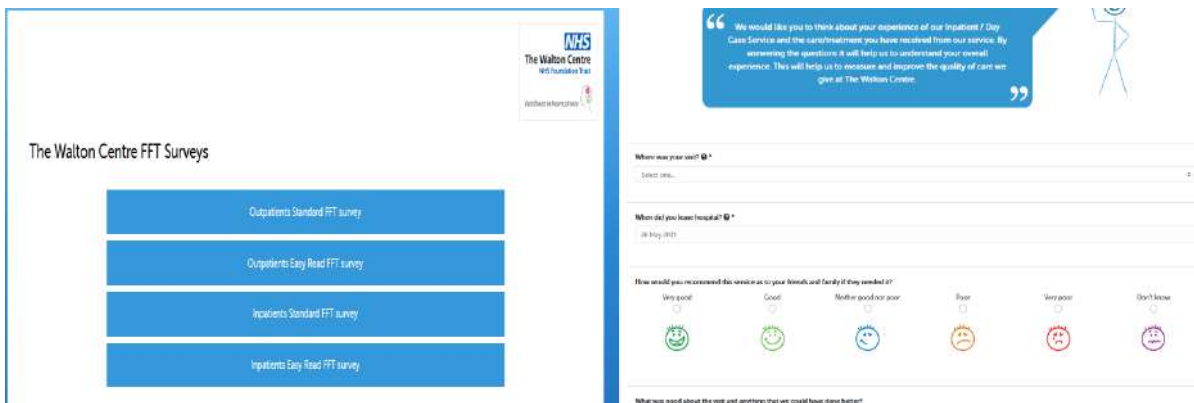 NHS
The Walton Centre
NHS Foundation Trust
The Walton Centre FFT Surveys
Outpatients Standard FFT survey
Outpatients Easy Read FFT survey
Inpatients Standard FFT survey
Inpatients Easy Read FFT survey
“ We would like you to think about your experience of our Inpatient / Day
Case Service and the care/treatment you have received from our service. By
answering the questions it will help us to understand your overall
experience. This will help us to measure and improve the quality of care we
give at The Walton Centre. ”
Where was your visit? *
Select one...
When did you leave hospital? *
May 2021
How would you recommend this service as to your friends and family if they needed it?
Very good Good Neither good nor poor Poor Very poor Don't know
What was good about the visit and anything that we could have done better?